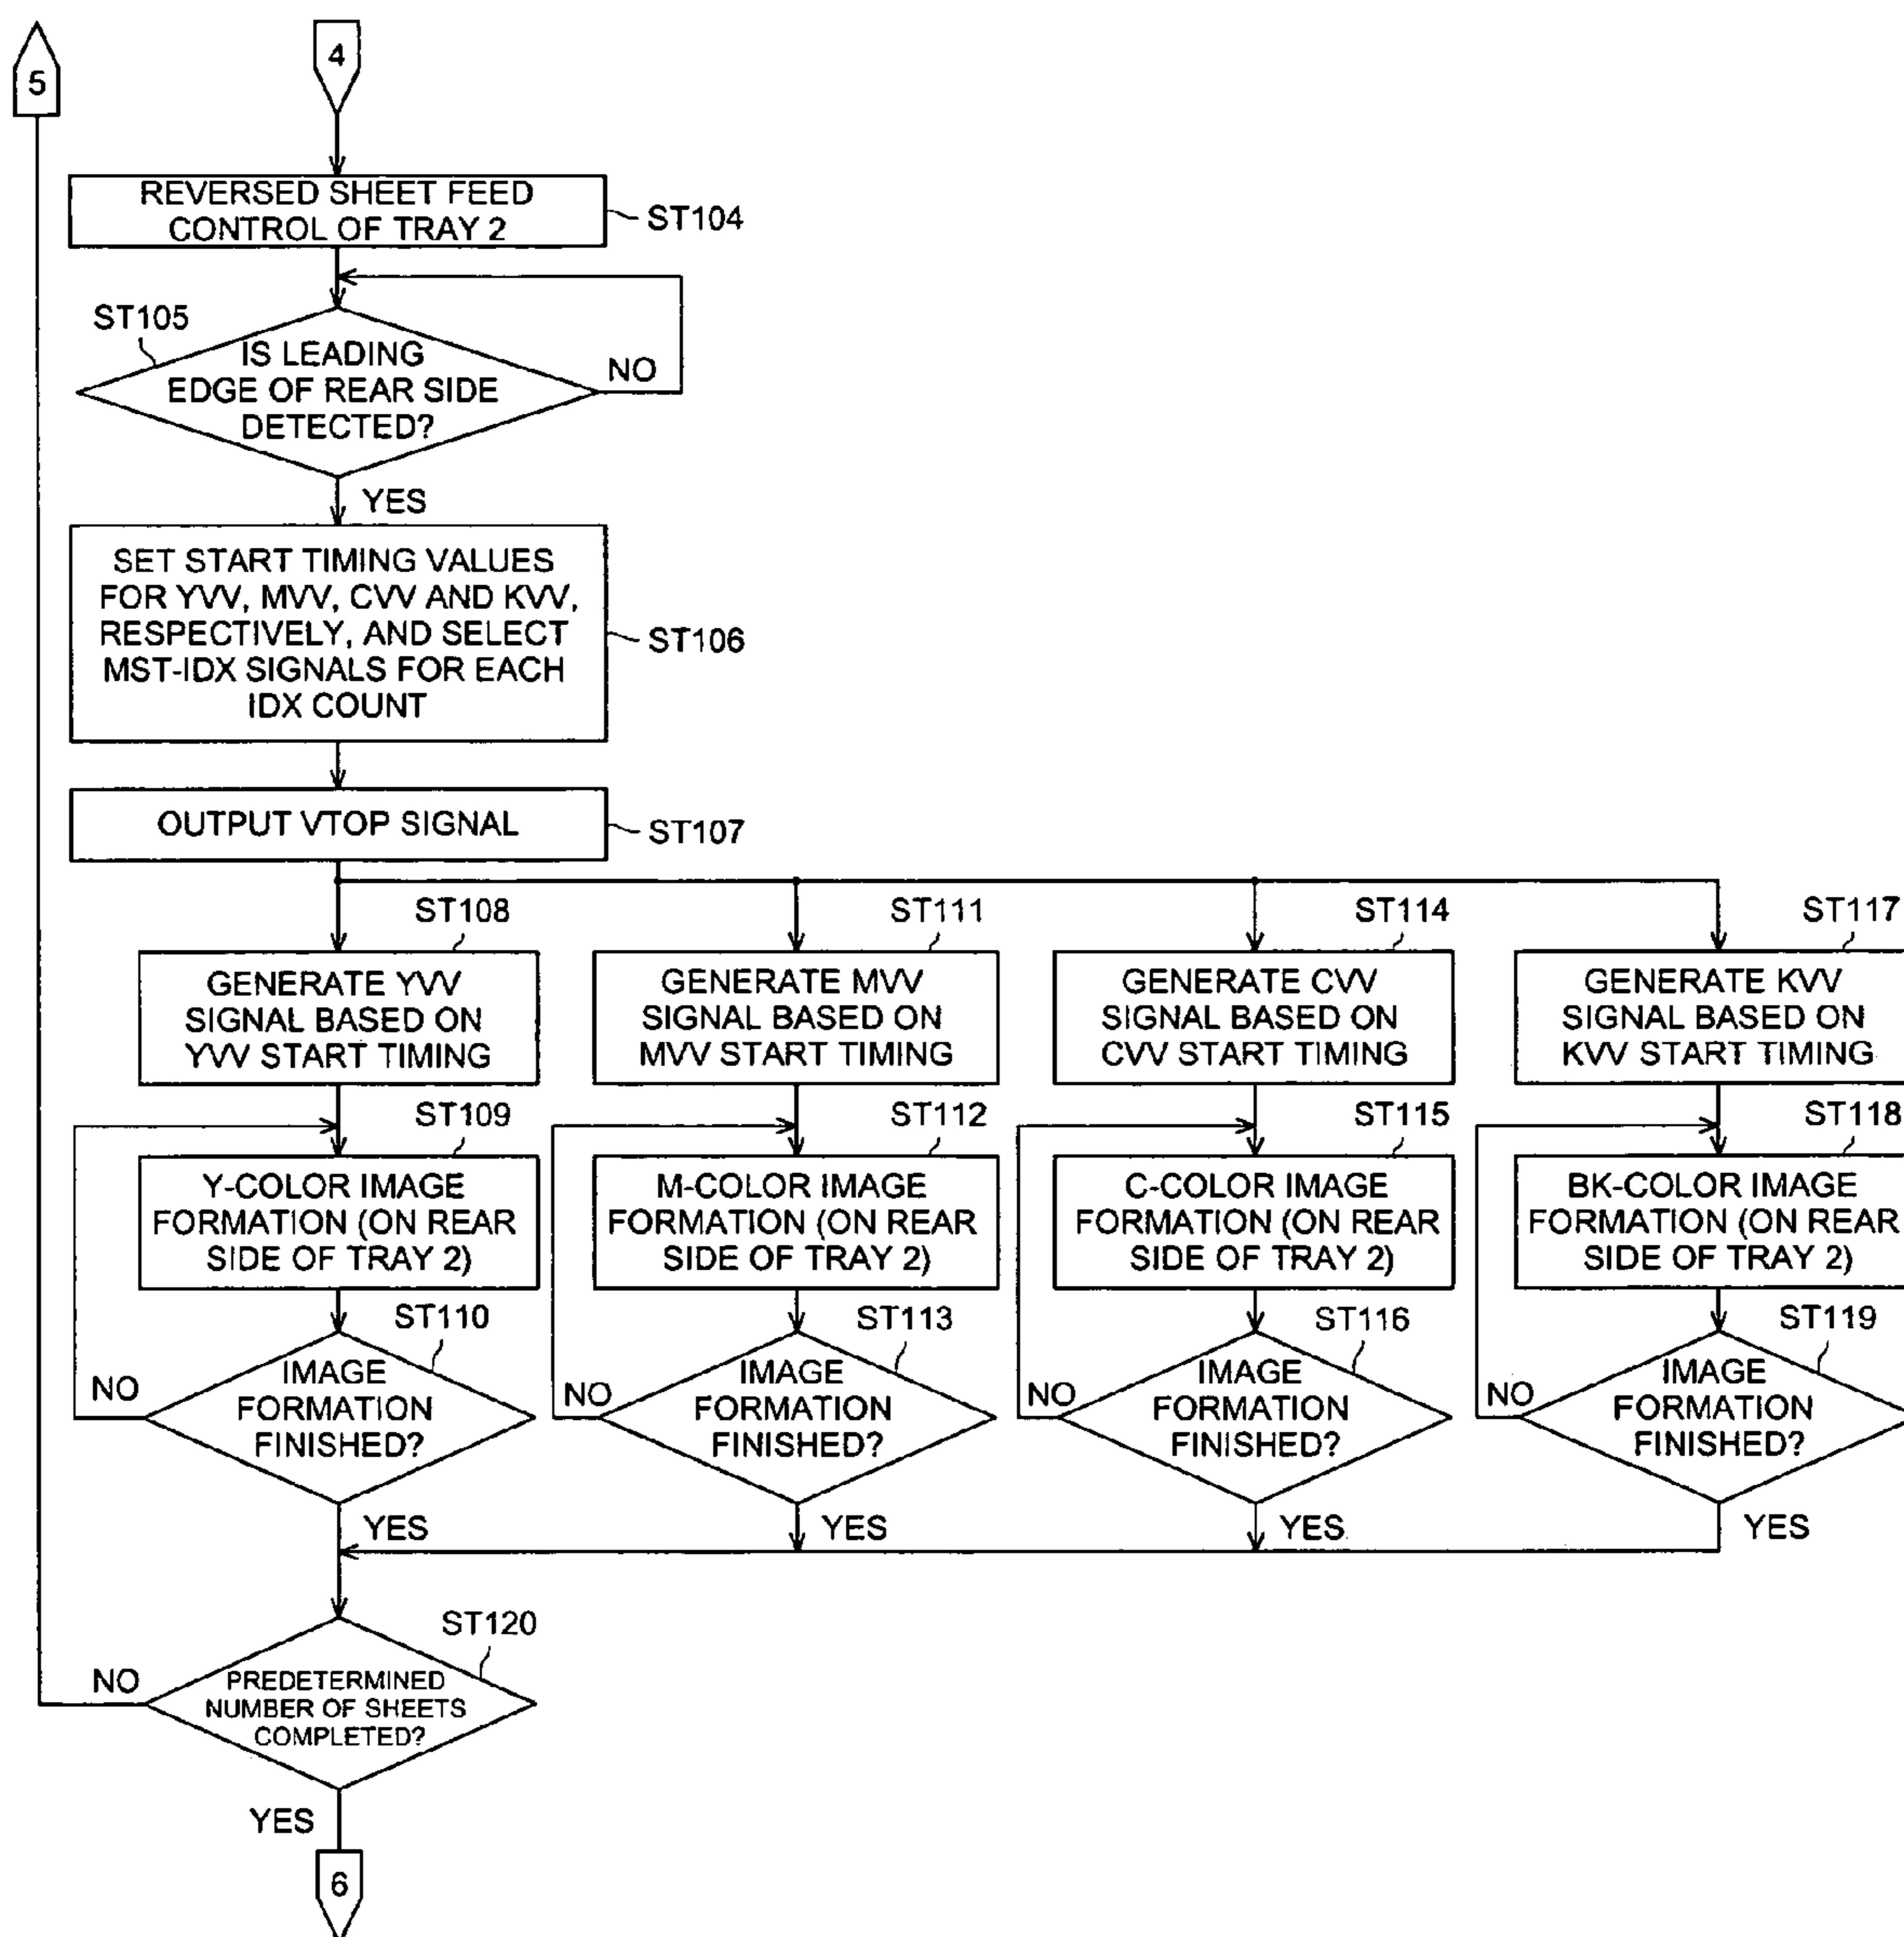 5
4
REVERSED SHEET FEED
CONTROL OF TRAY 2
ST104
ST105
IS LEADING
EDGE OF REAR SIDE
DETECTED?
NO
YES
SET START TIMING VALUES
FOR YVV, MVV, CVV AND KVV,
RESPECTIVELY, AND SELECT
MST-IDX SIGNALS FOR EACH
IDX COUNT
ST106
OUTPUT VTOP SIGNAL
ST107
ST108
GENERATE YVV
SIGNAL BASED ON
YVV START TIMING
ST109
Y-COLOR IMAGE
FORMATION (ON REAR
SIDE OF TRAY 2)
ST110
IMAGE
FORMATION
FINISHED?
NO
YES
ST111
GENERATE MVV
SIGNAL BASED ON
MVV START TIMING
ST112
M-COLOR IMAGE
FORMATION (ON REAR
SIDE OF TRAY 2)
ST113
IMAGE
FORMATION
FINISHED?
NO
YES
ST114
GENERATE CVV
SIGNAL BASED ON
CVV START TIMING
ST115
C-COLOR IMAGE
FORMATION (ON REAR
SIDE OF TRAY 2)
ST116
IMAGE
FORMATION
FINISHED?
NO
YES
ST117
GENERATE KVV
SIGNAL BASED ON
KVV START TIMING
ST118
BK-COLOR IMAGE
FORMATION (ON REAR
SIDE OF TRAY 2)
ST119
IMAGE
FORMATION
FINISHED?
NO
YES
ST120
PREDETERMINED
NUMBER OF SHEETS
COMPLETED?
NO
YES
6